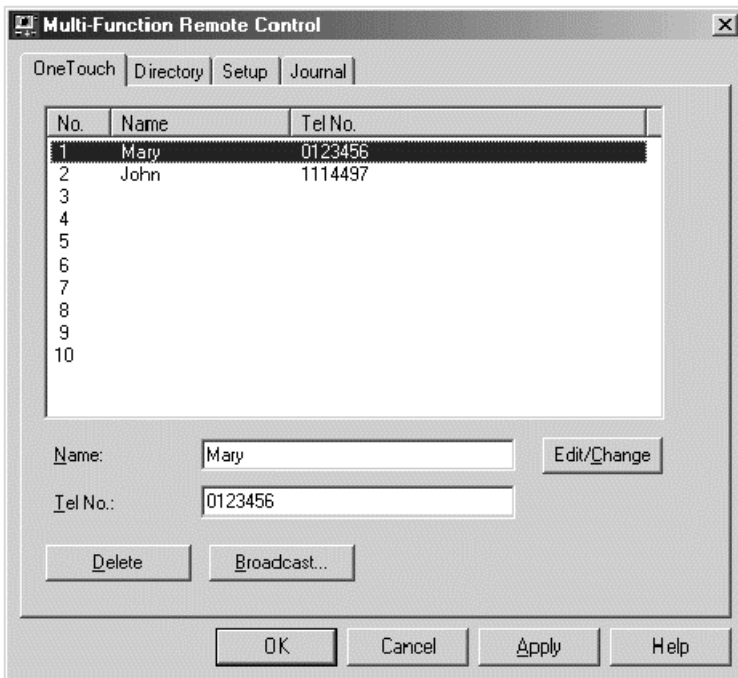 Multi-Function Remote Control
OneTouch Directory Setup Journal
No. Name Tel No.
1 Mary 0123456
2 John 1114497
3
4
5
6
7
8
9
10
Name: Mary Edit/Change
Tel No.: 0123456
Delete Broadcast...
OK Cancel Apply Help